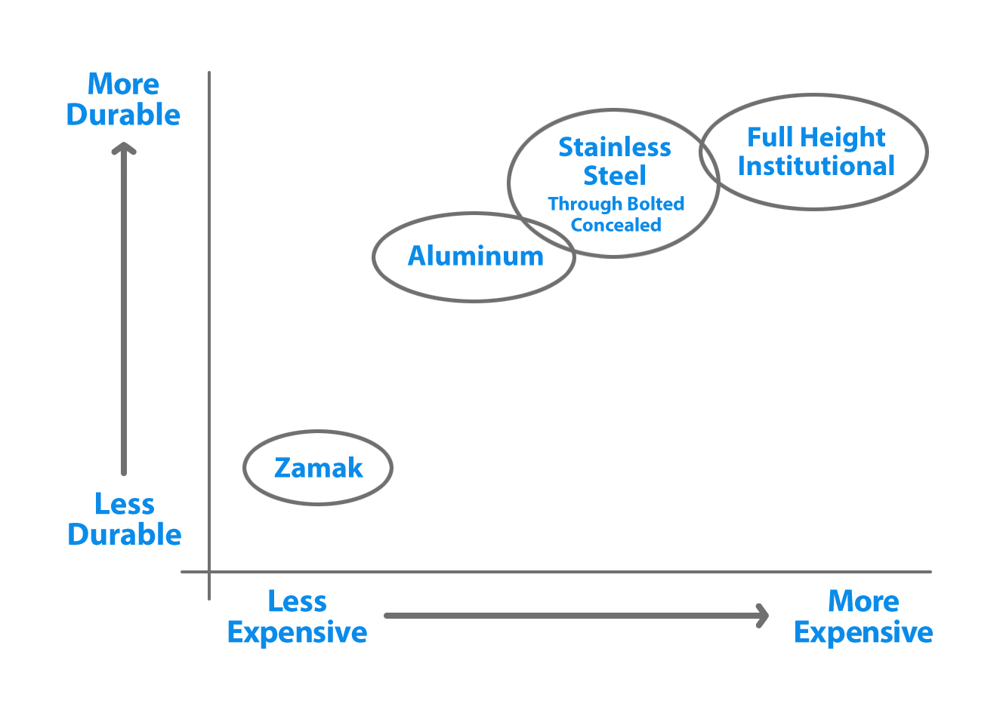 More
Durable
Full Height
Institutional
Stainless
Steel
Through Bolted
Concealed
Aluminum
Zamak
Less
Durable
Less
Expensive
More
Expensive